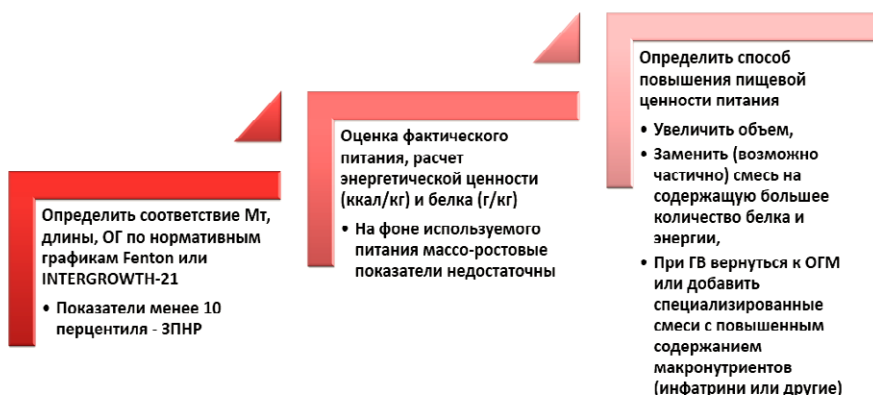 Определить соответствие Мт,
длины, ОГ по нормативным
графикам Fenton или
INTERGROWTH-21
• Показатели менее 10
перцентиля - ЗПНР
Оценка фактического
питания, расчет
энергетической ценности
(ккал/кг) и белка (г/кг)
• На фоне используемого
питания массо-ростовые
показатели недостаточны
Определить способ
повышения пищевой
ценности питания
• Увеличить объем,
• Заменить (возможно
частично) смесь на
содержащую большее
количество белка и
энергии,
• При ГВ вернуться к ОГМ
или добавить
специализированные
смеси с повышенным
содержанием
макронутриентов
(инфатрини или другие)